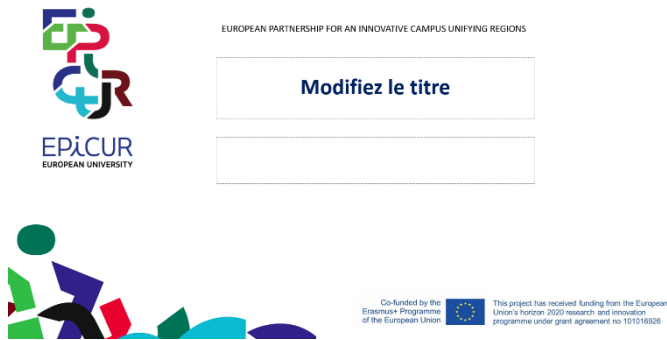 EUROPEAN PARTNERSHIP FOR AN INNOVATIVE CAMPUS UNIFYING REGIONS
Modifiez le titre
EPiCUR
EUROPEAN UNIVERSITY
Co-funded by the
Erasmus+ Programme
of the European Union
This project has received funding from the European
Union's horizon 2020 research and innovation
programme under grant agreement no 101016926